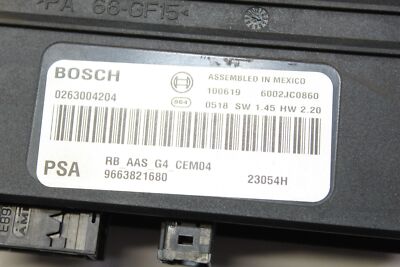 >PA 66-GF15<
BOSCH
ASSEMBLED IN MEXICO
0263004204
100619 6002JC0860
864 0518 SW 1.45 HW 2.20
PSA
RB AAS G4 CEM04
9663821680
23054H